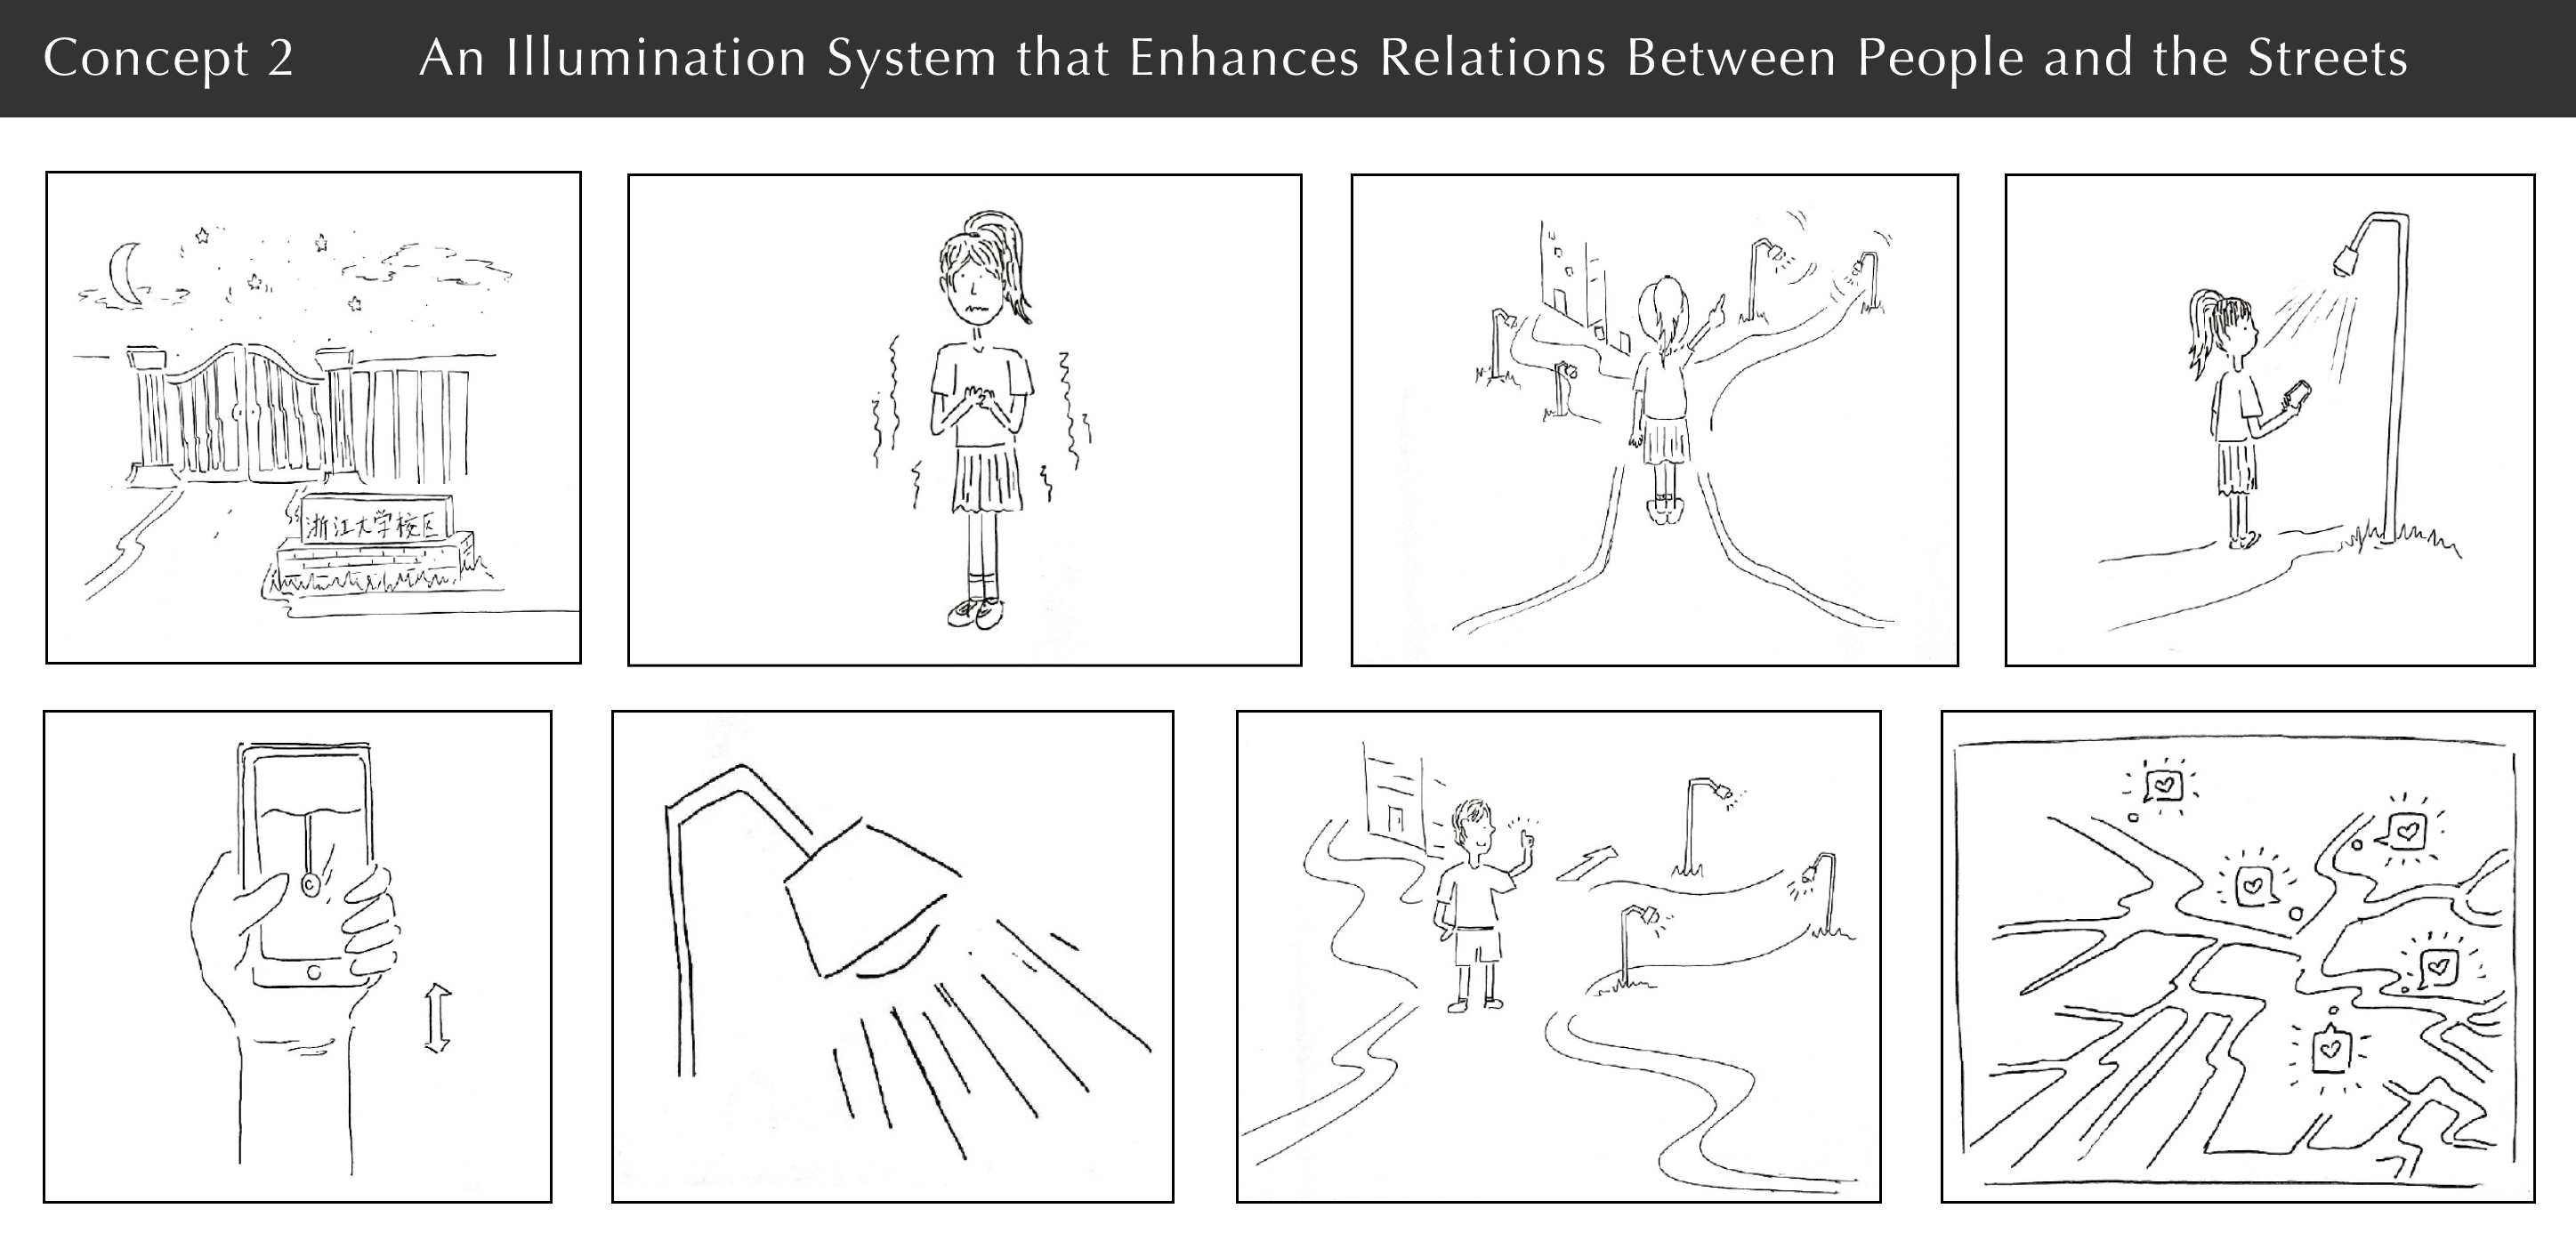 Concept 2
An Illumination System that Enhances Relations Between People and the Streets
浙江大学校区
C